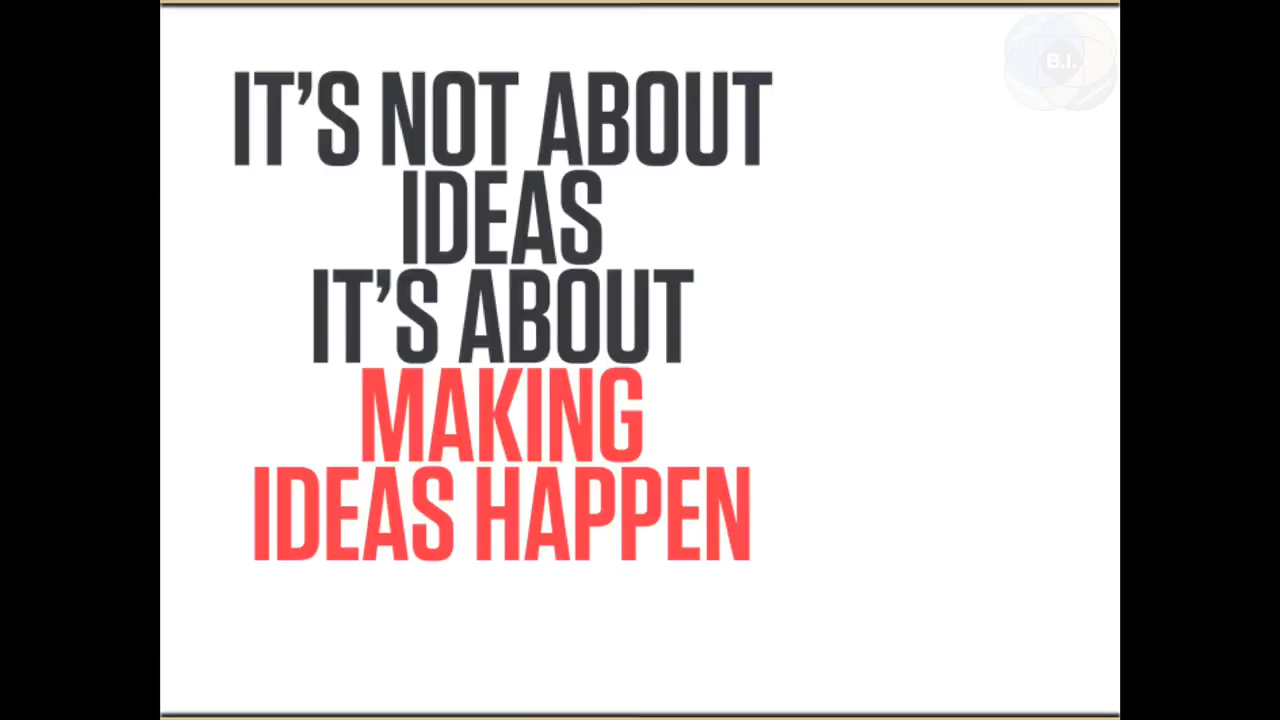 B.I.
IT’S NOT ABOUT
IDEAS
IT’S ABOUT
MAKING
IDEAS HAPPEN